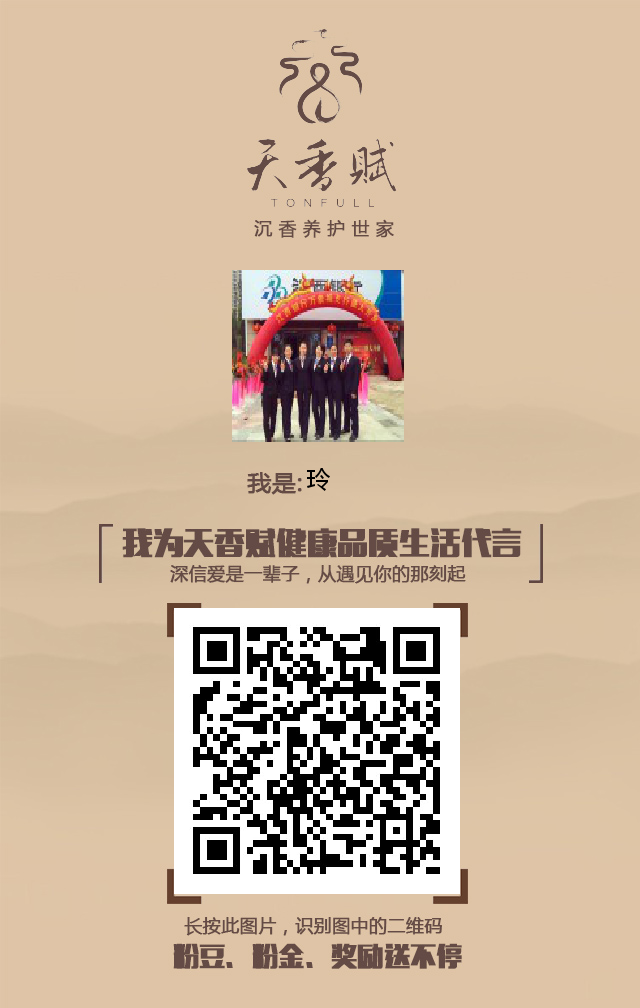 天香赋
TONFULL
沉香养护世家
我是:玲
我为天香赋健康品质生活代言
深信爱是一辈子，从遇见你的那刻起
长按此图片，识别图中的二维码
粉豆、粉金、奖励送不停